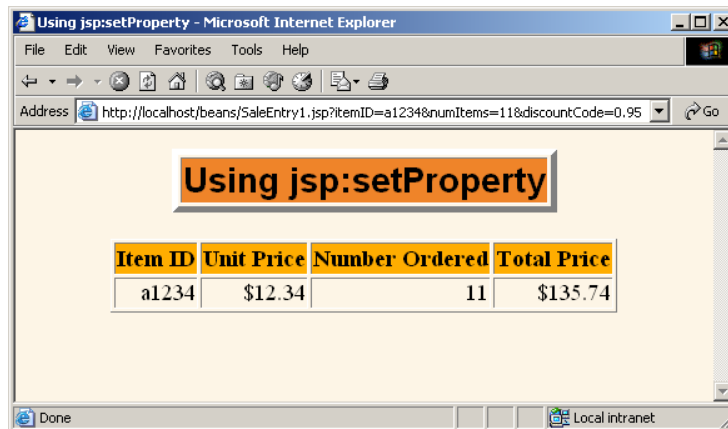 Using jsp:setProperty - Microsoft Internet Explorer
File Edit View Favorites Tools Help
Address http://localhost/beans/SaleEntry1.jsp?itemID=a1234&numItems=11&discountCode=0.95 Go
Using jsp:setProperty
Item ID Unit Price Number Ordered Total Price
a1234 $12.34 11 $135.74
Done Local intranet